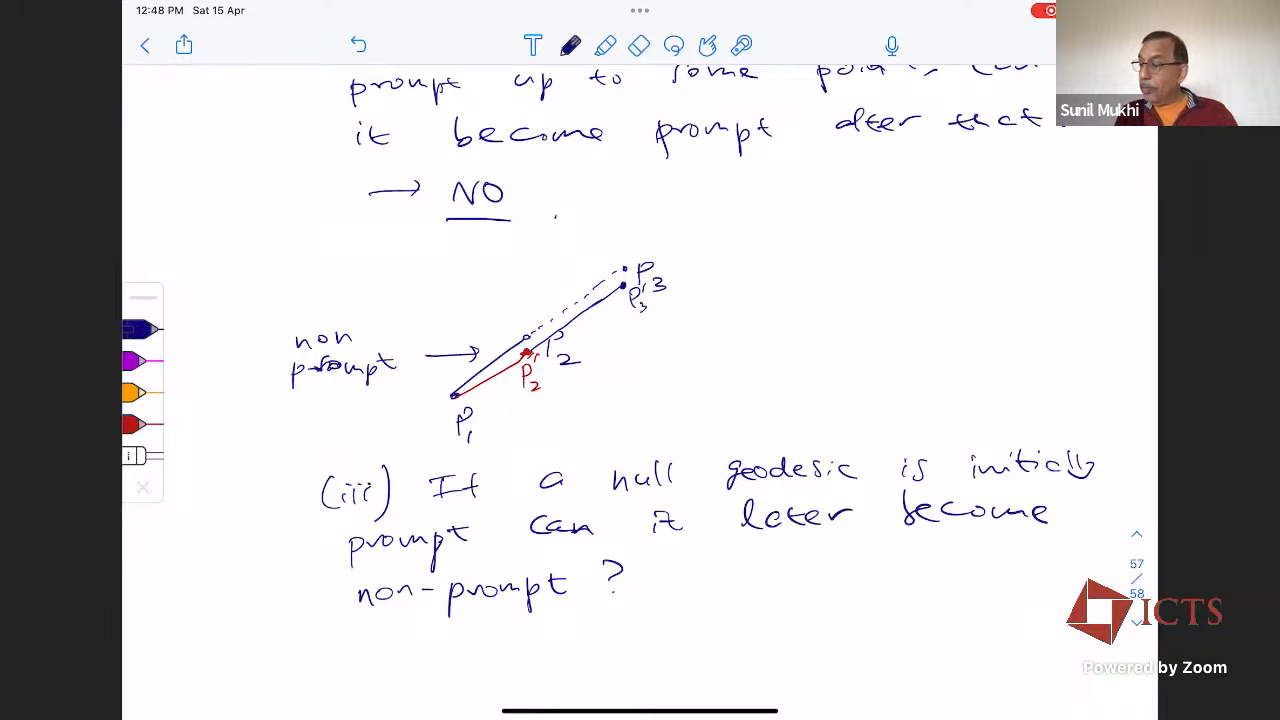 12:48 PM Sat 15 Apr
prompt up to some point, can
Sunil Mukhi
it become prompt after that
→ NO
P3
P'3
non
prompt
P2
P'2
P1
(iii) If a null geodesic is initially
prompt can it later become
non-prompt ?
57
/
58
ICTS
Powered by Zoom